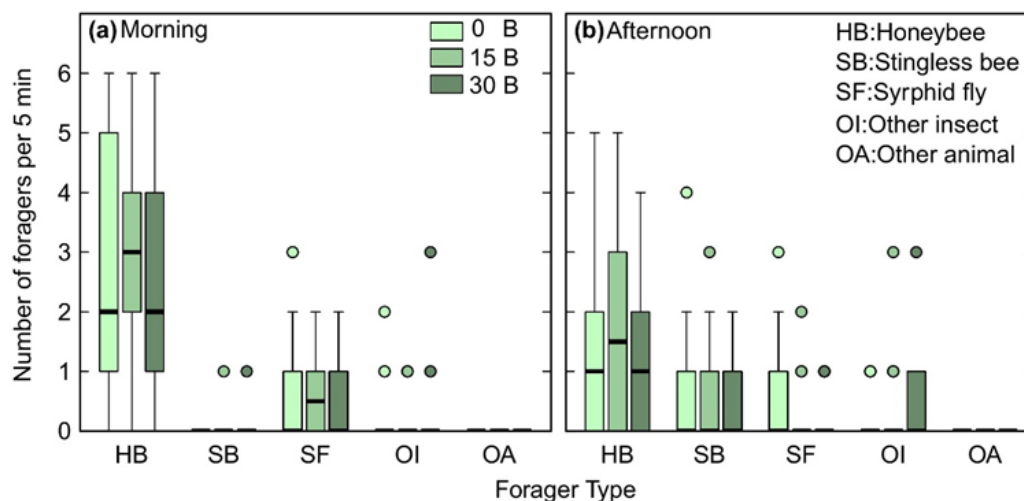 (a) Morning
0 B
15 B
30 B
(b) Afternoon
HB:Honeybee
SB:Stingless bee
SF:Syrphid fly
OI:Other insect
OA:Other animal
Number of foragers per 5 min
6
5
4
3
2
1
0
HB SB SF OI OA
HB SB SF OI OA
Forager Type